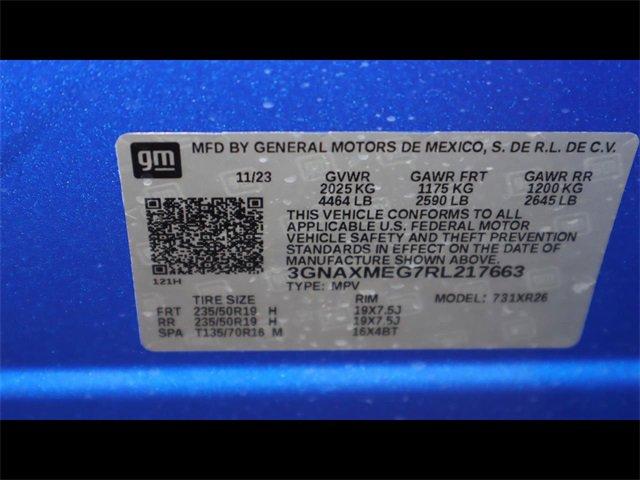 gm MFD BY GENERAL MOTORS DE MEXICO, S. DE R.L. DE C.V.
11/23 GVWR GAWR FRT GAWR RR
2025 KG 1175 KG 1200 KG
4464 LB 2590 LB 2645 LB
THIS VEHICLE CONFORMS TO ALL
APPLICABLE U.S. FEDERAL MOTOR
VEHICLE SAFETY AND THEFT PREVENTION
STANDARDS IN EFFECT ON THE DATE OF
MANUFACTURE SHOWN ABOVE.
3GNAXMEG7RL217663
121H TYPE: MPV
TIRE SIZE RIM MODEL: 731XR26
FRT 235/50R19 H 19X7.5J
RR 235/50R19 H 19X7.5J
SPA T135/70R16 M 16X4BT